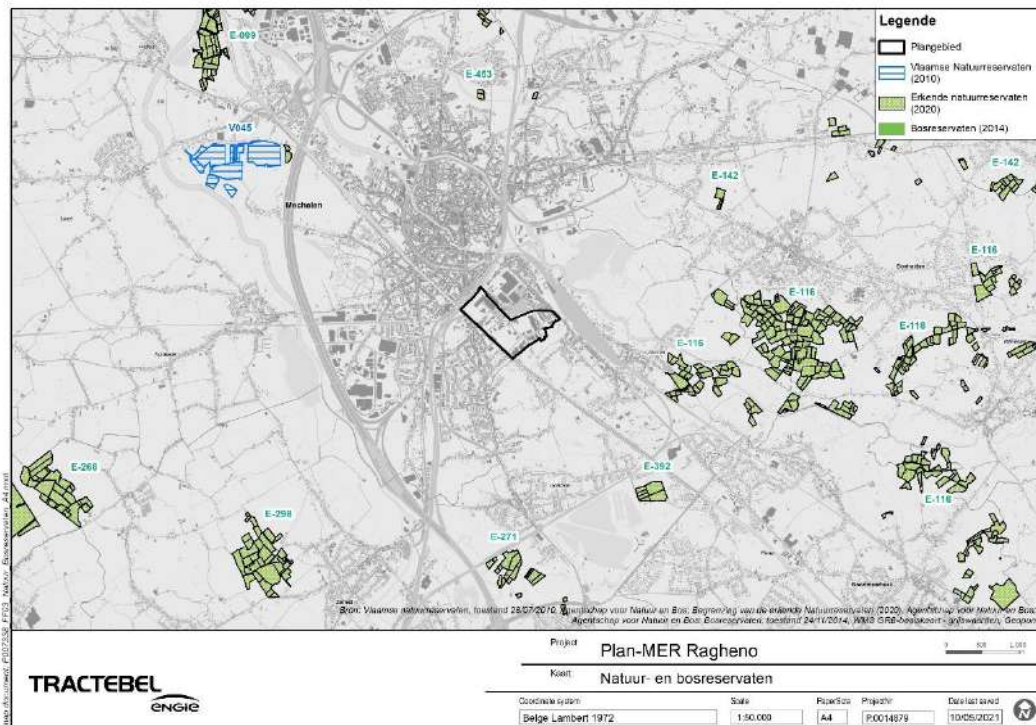 Legende
Plangebied
Vlaamse Natuurreservaten
(2010)
Erkende natuurreservaten
(2020)
Bosreservaten (2014)
E-099
E-453
V045
E-142
E-142
Mechelen
E-116
E-116
E-116
E-116
E-116
E-392
E-266
E-298
E-271
Bron: Vlaamse natuurreservaten, toestand 28/07/2010, Agentschap voor Natuur en Bos; Begrenzing van de erkende Natuurreservaten (2020), Agentschap voor Natuur en Bos;
Agentschap voor Natuur en Bos; Bosreservaten, toestand 24/10/2014, WMS GRB-basiskaart - grijswaarden, Geopunt
TRACTEBEL
ENGIE
Project Plan-MER Ragheno
Kaart Natuur- en bosreservaten
Coordinate system
Belge Lambert 1972
Scale
1:50.000
PaperSize
A4
ProjectNr
P.0014879
Date last saved
10/05/2021